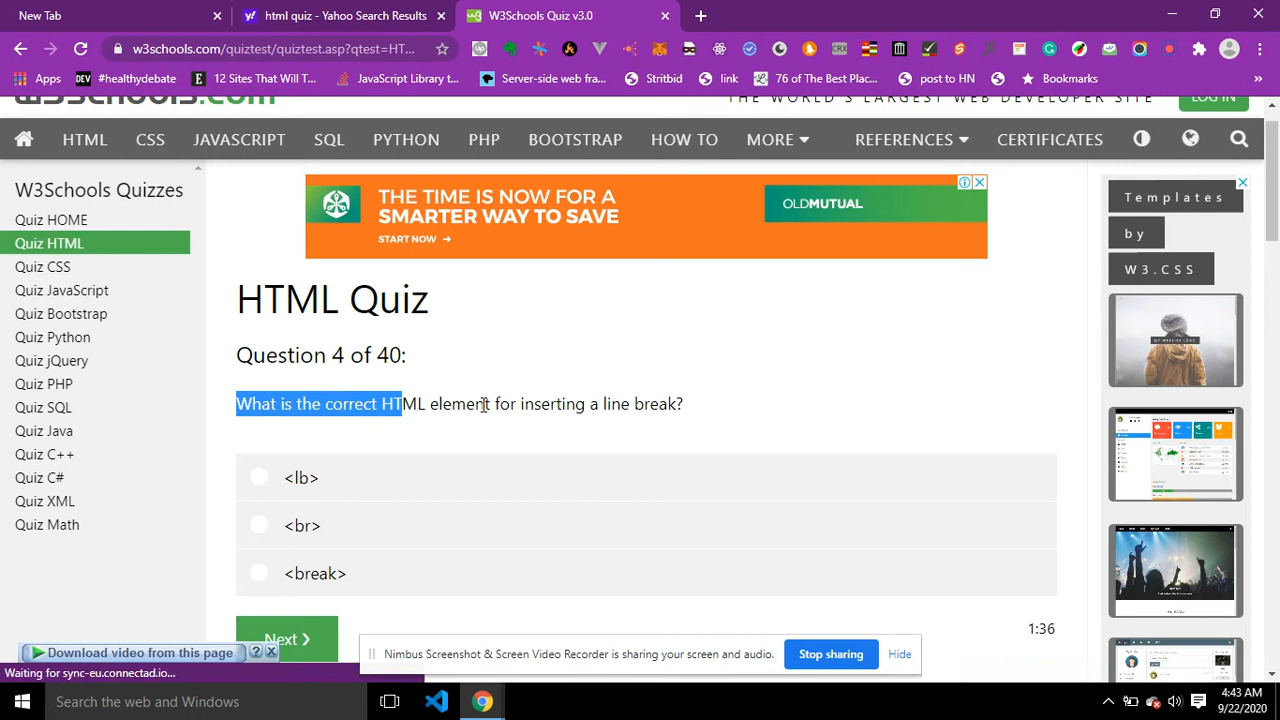 New Tab
html quiz - Yahoo Search Results
W3Schools Quiz v3.0
w3schools.com/quiztest/quiztest.asp?qtest=HT...
Apps
#healthydebate
12 Sites That Will T...
JavaScript Library t...
Server-side web fra...
Stritbid
link
76 of The Best Plac...
post to HN
Bookmarks
w3schools.com
THE WORLD'S LARGEST WEB DEVELOPER SITE
LOG IN
HTML
CSS
JAVASCRIPT
SQL
PYTHON
PHP
BOOTSTRAP
HOW TO
MORE
REFERENCES
CERTIFICATES
W3Schools Quizzes
Quiz HOME
Quiz HTML
Quiz CSS
Quiz JavaScript
Quiz Bootstrap
Quiz Python
Quiz jQuery
Quiz PHP
Quiz SQL
Quiz Java
Quiz C++
Quiz C#
Quiz XML
Quiz Math
THE TIME IS NOW FOR A
SMARTER WAY TO SAVE
START NOW
OLDMUTUAL
HTML Quiz
Question 4 of 40:
What is the correct HTML element for inserting a line break?
<lb>
<br>
<break>
Next ❯
1:36
Templates
by
W3.CSS
Download video from this page
Nimbus Screenshot & Screen Video Recorder is sharing your screen and audio.
Stop sharing
Hide
Waiting for sync-eu.connectad.io...
Search the web and Windows
4:43 AM
9/22/2020